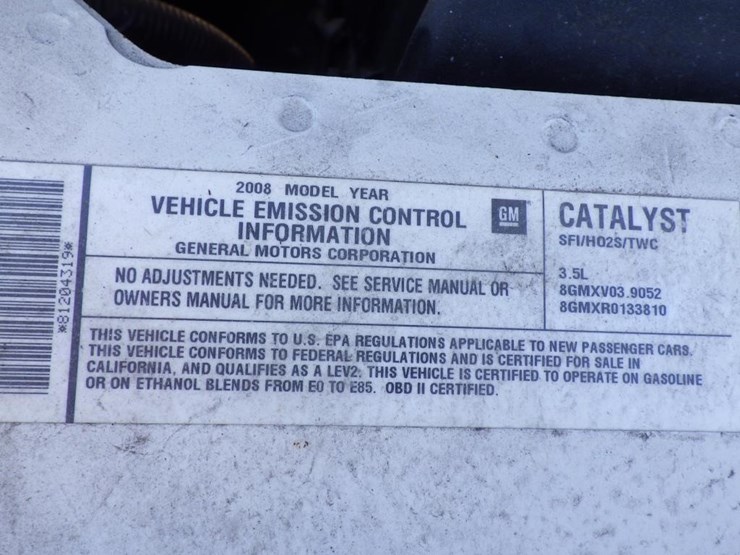 *81204319*
2008 MODEL YEAR
VEHICLE EMISSION CONTROL
INFORMATION
GENERAL MOTORS CORPORATION
GM
NO ADJUSTMENTS NEEDED. SEE SERVICE MANUAL OR
OWNERS MANUAL FOR MORE INFORMATION.
CATALYST
SFI/HO2S/TWC
3.5L
8GMXV03.9052
8GMXR0133810
THIS VEHICLE CONFORMS TO U.S. EPA REGULATIONS APPLICABLE TO NEW PASSENGER CARS.
THIS VEHICLE CONFORMS TO FEDERAL REGULATIONS AND IS CERTIFIED FOR SALE IN
CALIFORNIA, AND QUALIFIES AS A LEV2. THIS VEHICLE IS CERTIFIED TO OPERATE ON GASOLINE
OR ON ETHANOL BLENDS FROM E0 TO E85. OBD II CERTIFIED.